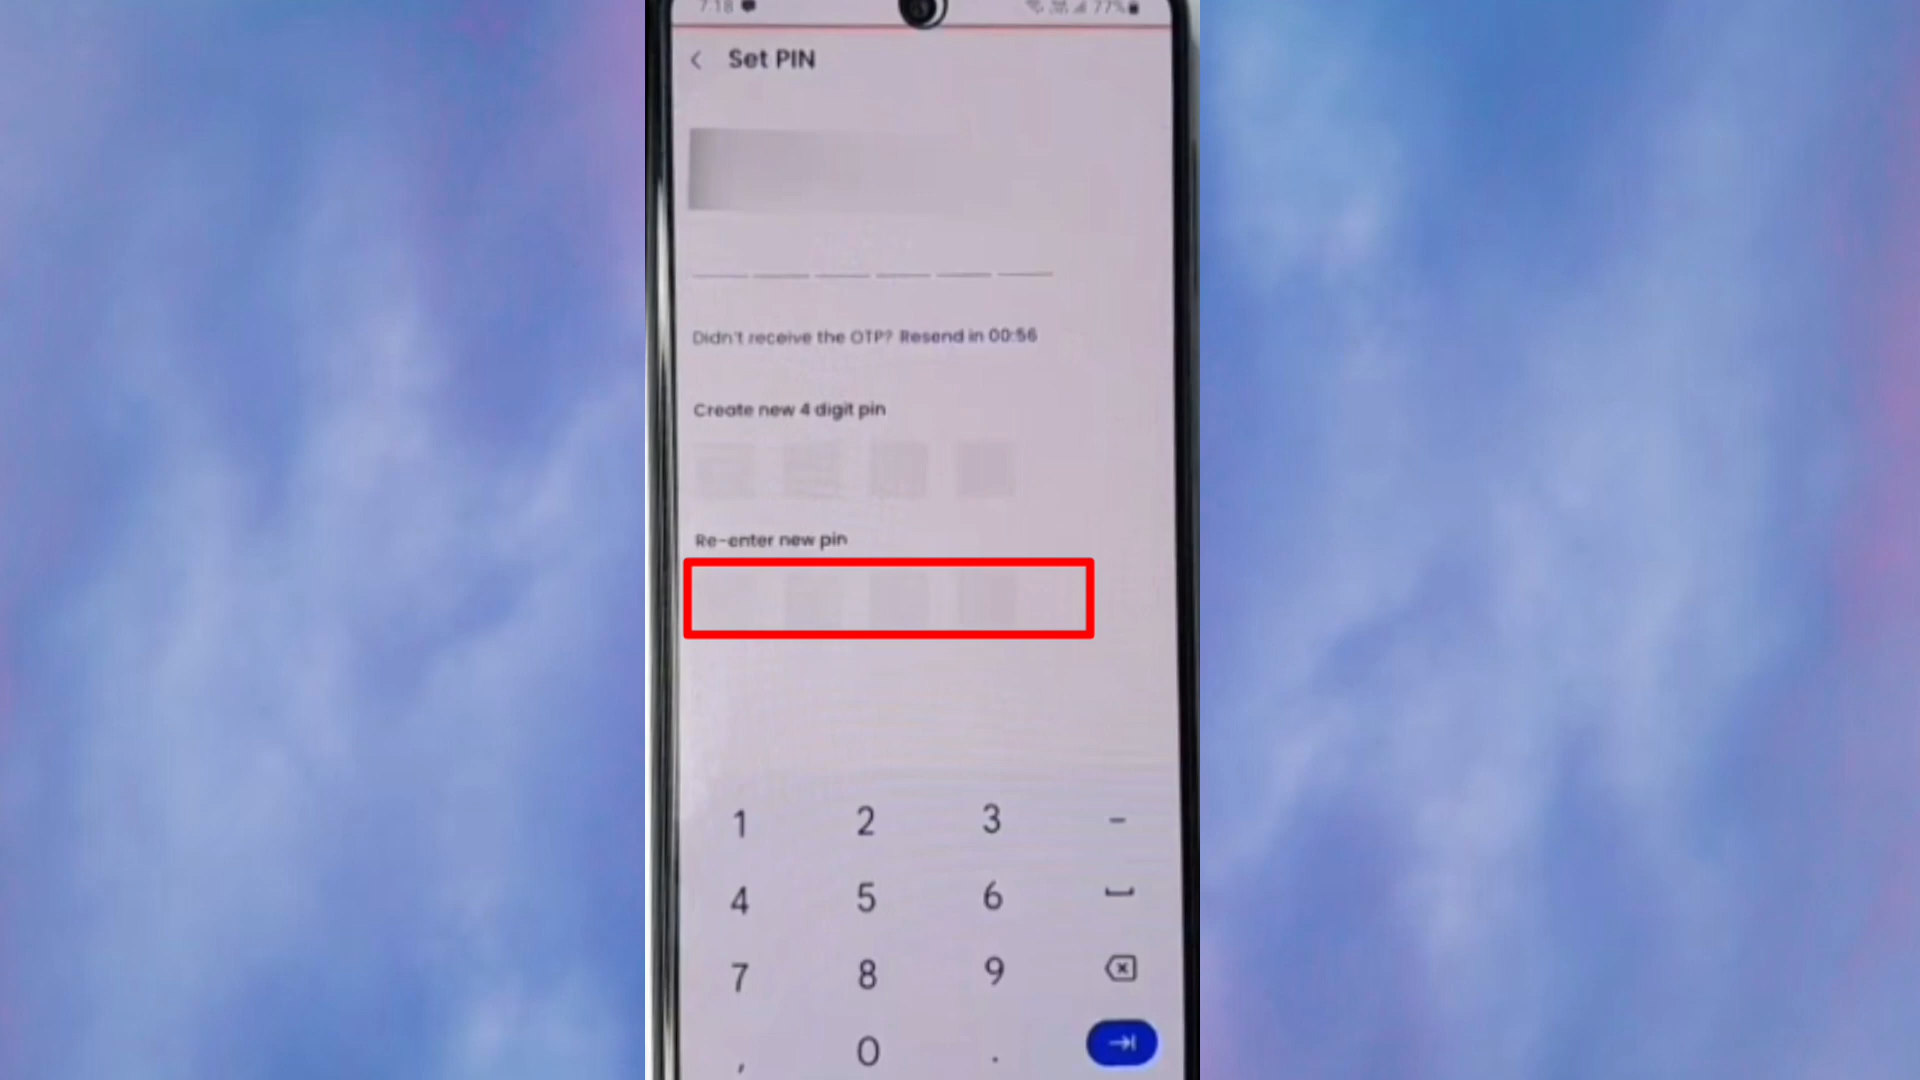 7:18 77%
Set PIN
Didn't receive the OTP? Resend in 00:56
Create new 4 digit pin
Re-enter new pin
1 2 3 -
4 5 6
7 8 9
, 0 .